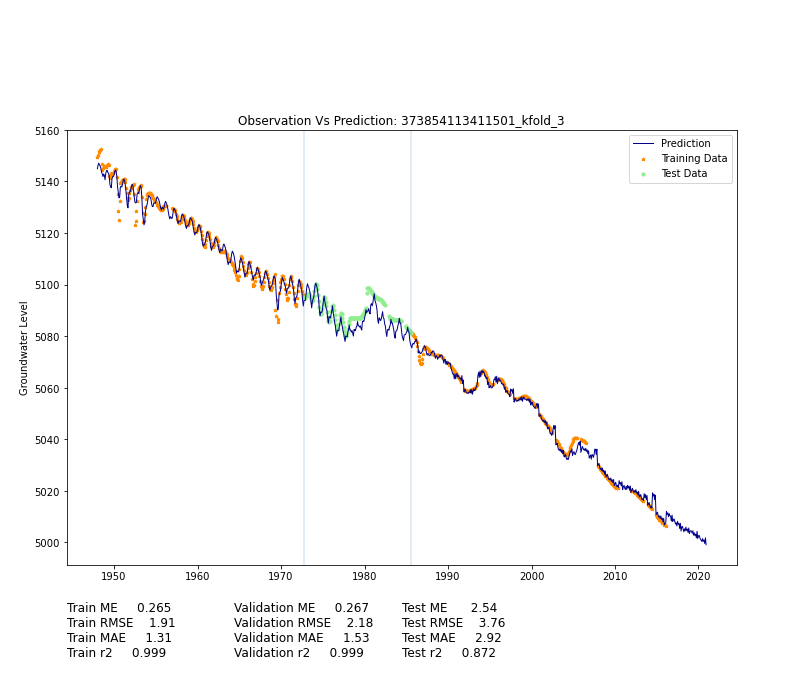 Observation Vs Prediction: 373854113411501_kfold_3
Prediction
Training Data
Test Data
Groundwater Level
5160
5140
5120
5100
5080
5060
5040
5020
5000
1950 1960 1970 1980 1990 2000 2010 2020
Train ME 0.265 Validation ME 0.267 Test ME 2.54
Train RMSE 1.91 Validation RMSE 2.18 Test RMSE 3.76
Train MAE 1.31 Validation MAE 1.53 Test MAE 2.92
Train r2 0.999 Validation r2 0.999 Test r2 0.872